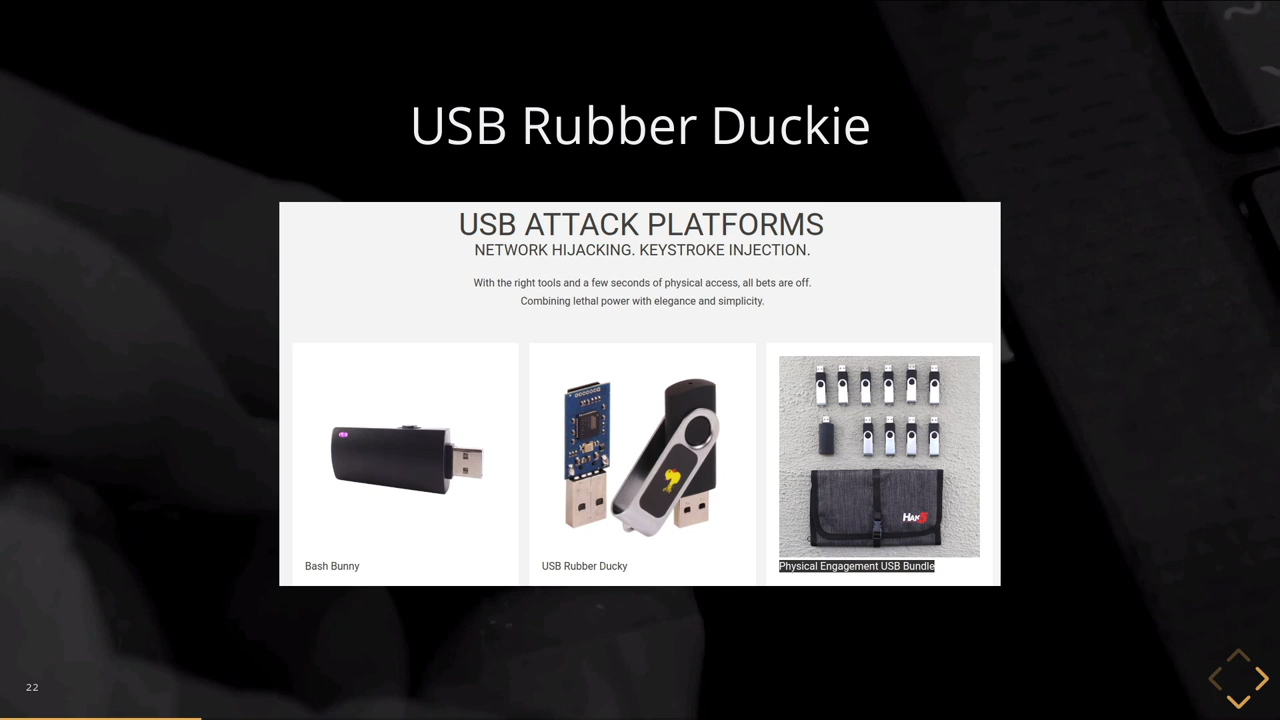 USB Rubber Duckie
USB ATTACK PLATFORMS
NETWORK HIJACKING. KEYSTROKE INJECTION.
With the right tools and a few seconds of physical access, all bets are off.
Combining lethal power with elegance and simplicity.
HAK5
Bash Bunny
USB Rubber Ducky
Physical Engagement USB Bundle
22